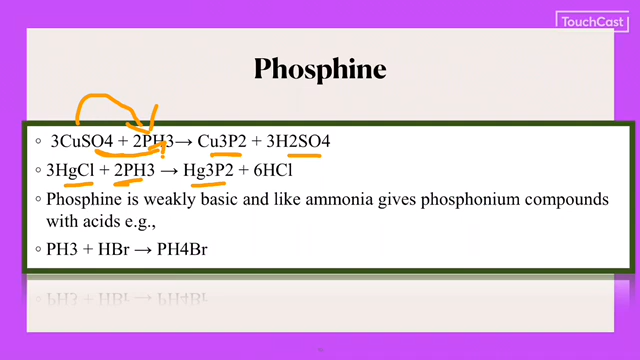 TouchCast
Phosphine
◦ 3CuSO4 + 2PH3→ Cu3P2 + 3H2SO4
◦ 3HgCl + 2PH3 → Hg3P2 + 6HCl
◦ Phosphine is weakly basic and like ammonia gives phosphonium compounds
with acids e.g.,
◦ PH3 + HBr → PH4Br